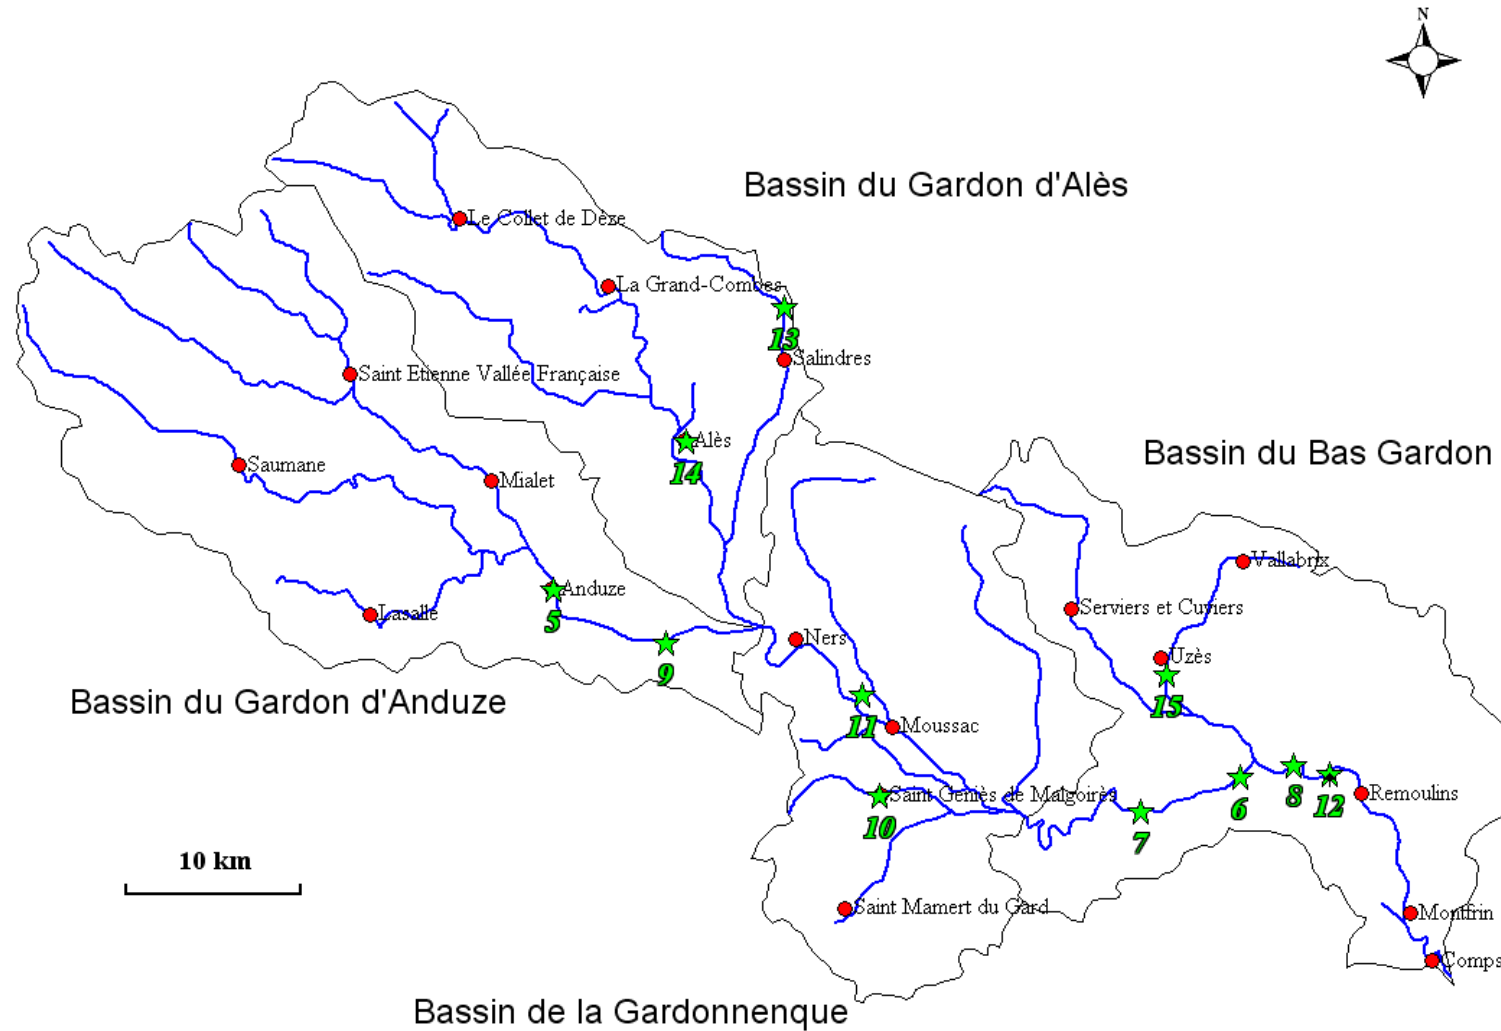 N
Bassin du Gardon d'Alès
Le Collet de Dèze
La Grand-Combes
13
Salindres
Saint Etienne Vallée Française
Alès
14
Bassin du Bas Gardon
Saumane
Mialet
Vallabrix
Anduze
5
Lasalle
Serviers et Cuviers
Ners
Uzès
9
15
Bassin du Gardon d'Anduze
11
Moussac
Saint Geniès de Malgoirès
10
7
6
8
12
Remoulins
10 km
Saint Mamert du Gard
Montfrin
Comps
Bassin de la Gardonnenque